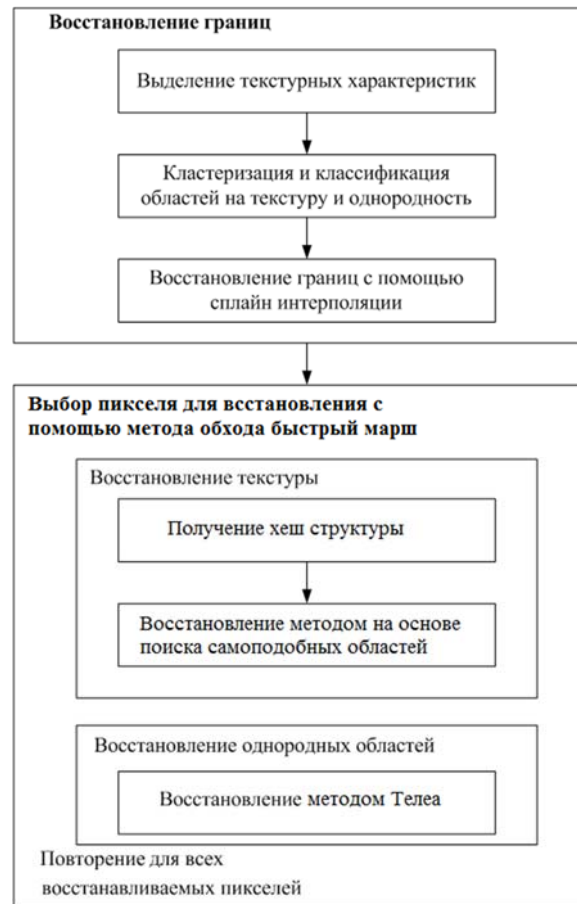 Восстановление границ
Выделение текстурных характеристик
Кластеризация и классификация
областей на текстуру и однородность
Восстановление границ с помощью
сплайн интерполяции
Выбор пикселя для всстановления с
помощью метода обхода быстрый марш
Восстановление текстуры
Получение хеш структуры
Восстановление методом на основе
поиска самоподобных областей
Восстановление однородных областей
Восстановление методом Телеа
Повторение для всех
восстанавливаемых пикселей